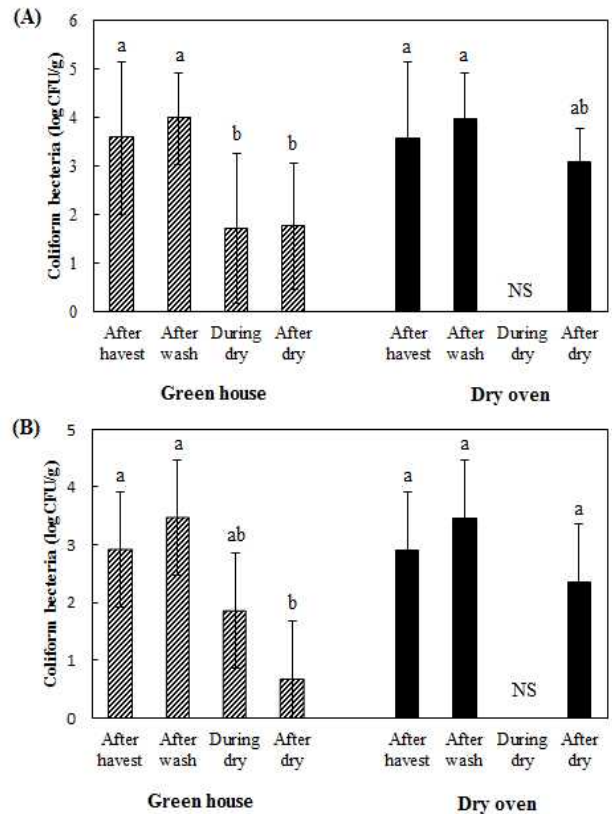 (A)
Coliform becteria (logCFU/g)
6
5
4
3
2
1
0
a
a
b
b
a
a
NS
ab
After havest
After wash
During dry
After dry
After havest
After wash
During dry
After dry
Green house
Dry oven
(B)
Coliform becteria (logCFU/g)
5
4
3
2
1
0
a
a
ab
b
a
a
NS
a
After havest
After wash
During dry
After dry
After havest
After wash
During dry
After dry
Green house
Dry oven